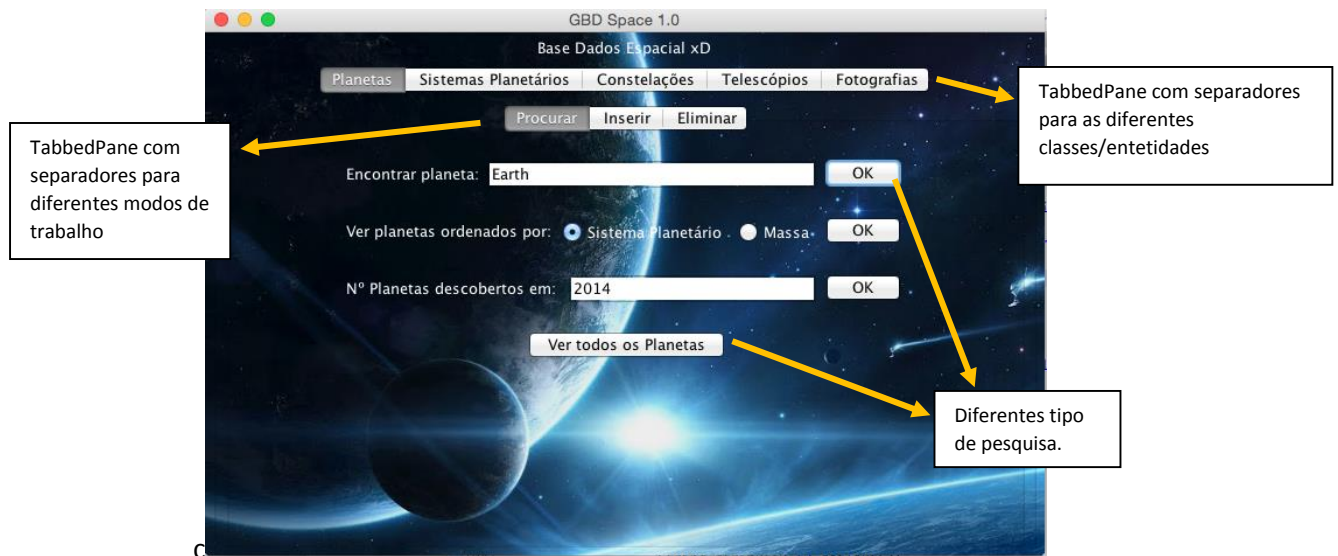 GBD Space 1.0
Base Dados Espacial xD
Planetas Sistemas Planetários Constelações Telescópios Fotografias
Procurar Inserir Eliminar
Encontrar planeta: Earth OK
Ver planetas ordenados por: Sistema Planetário Massa OK
Nº Planetas descobertos em: 2014 OK
Ver todos os Planetas
TabbedPane com
separadores para
diferentes modos de
trabalho
TabbedPane com separadores
para as diferentes
classes/entetidades
Diferentes tipo
de pesquisa.